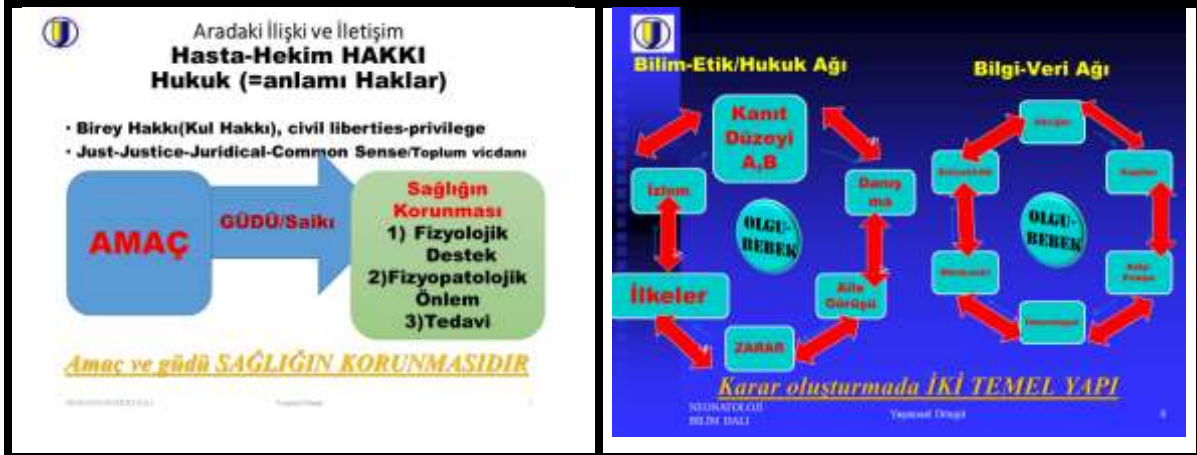 Aradaki İlişki ve İletişim
Hasta-Hekim HAKKI
Hukuk (=anlamı Haklar)
• Birey Hakkı(Kul Hakkı), civil liberties-privilege
• Just-Justice-Juridical-Common Sense/Toplum vicdanı
AMAÇ
GÜDÜ/Saikı
Sağlığın
Korunması
1) Fizyolojik
Destek
2)Fizyopatolojik
Önlem
3)Tedavi
Amaç ve güdü SAĞLIĞIN KORUNMASIDIR
Bilim-Etik/Hukuk Ağı
Kanıt
Düzeyi
A,B
Danış
ma
Aile
Görüşü
ZARAR
İlkeler
İzlem
OLGU-
BEBEK
Bilgi-Veri Ağı
OLGU-
BEBEK
Karar oluşturmada İKİ TEMEL YAPI
NEONATOLOJİ
BİLİM DALI